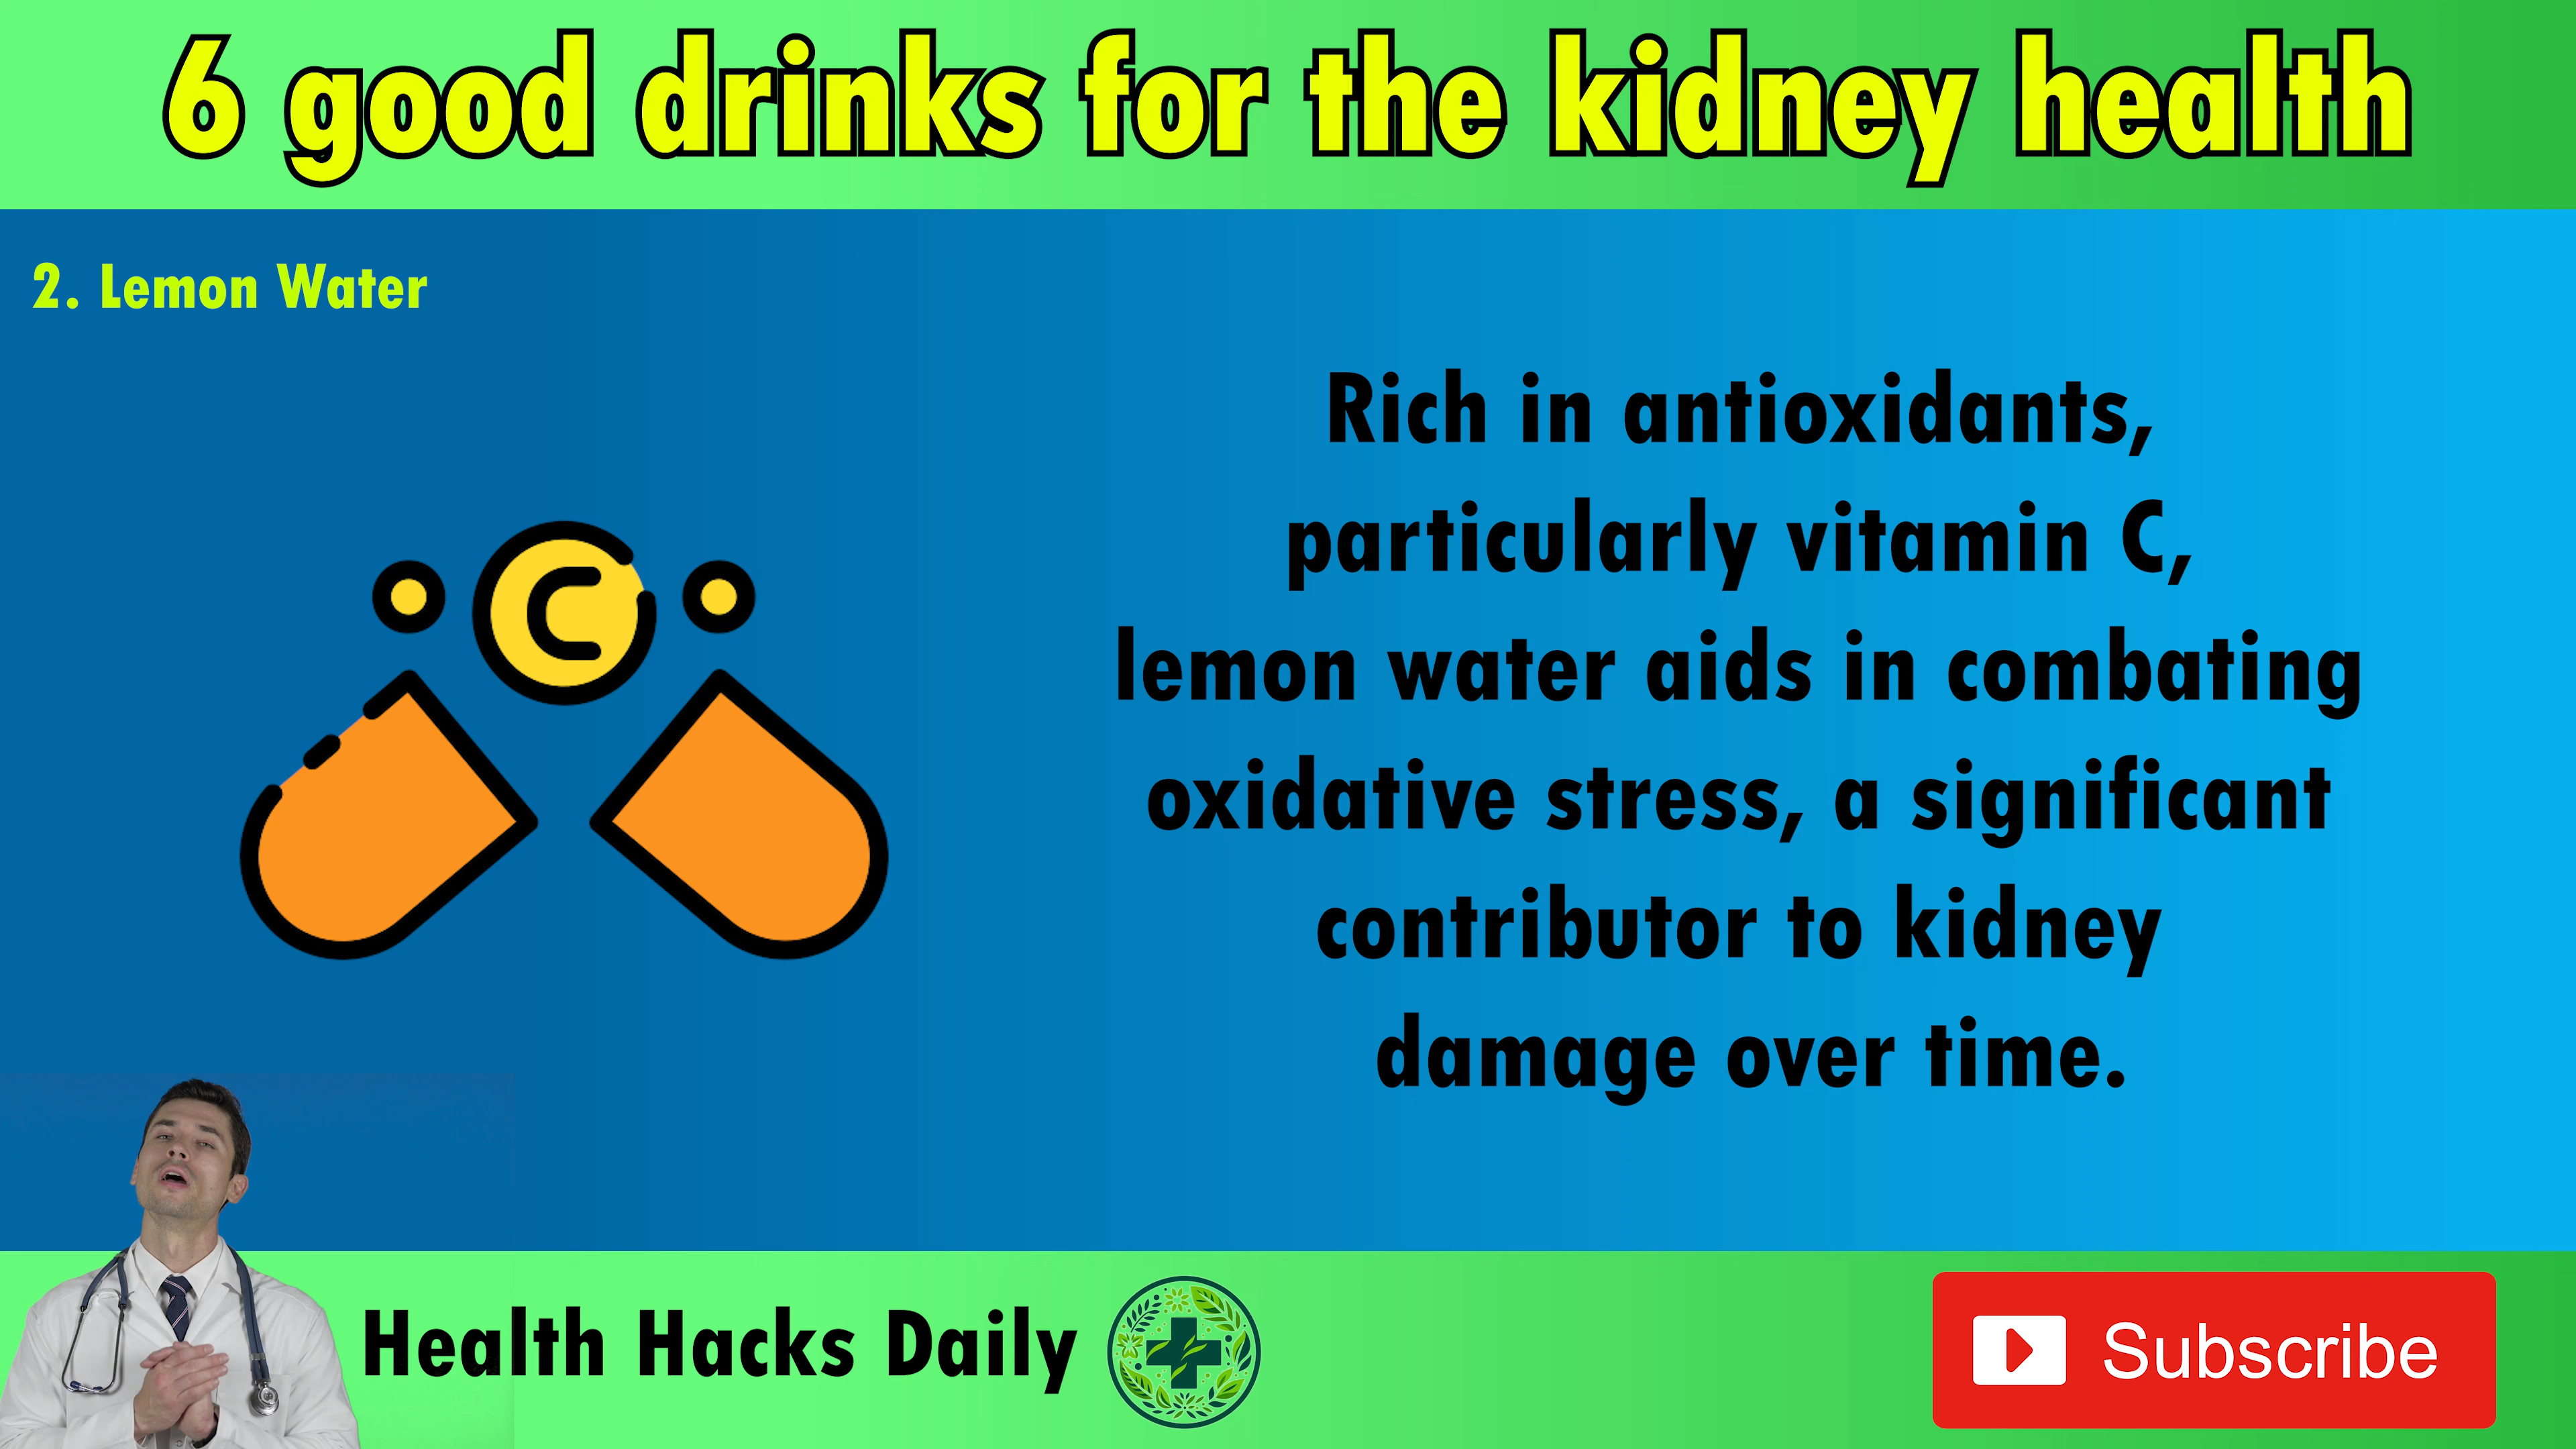 6 good drinks for the kidney health
2. Lemon Water
C
Rich in antioxidants,
particularly vitamin C,
lemon water aids in combating
oxidative stress, a significant
contributor to kidney
damage over time.
Health Hacks Daily
Subscribe